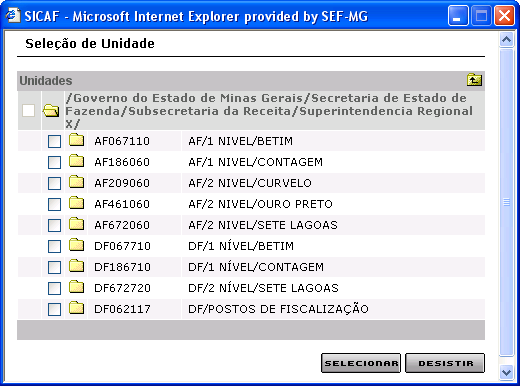 SICAF - Microsoft Internet Explorer provided by SEF-MG
Seleção de Unidade
Unidades
/Governo do Estado de Minas Gerais/Secretaria de Estado de
Fazenda/Subsecretaria da Receita/Superintendencia Regional
X/
AF067110 AF/1 NIVEL/BETIM
AF186060 AF/1 NIVEL/CONTAGEM
AF209060 AF/2 NIVEL/CURVELO
AF461060 AF/2 NIVEL/OURO PRETO
AF672060 AF/2 NIVEL/SETE LAGOAS
DF067710 DF/1 NÍVEL/BETIM
DF186710 DF/1 NÍVEL/CONTAGEM
DF672720 DF/2 NÍVEL/SETE LAGOAS
DF062117 DF/POSTOS DE FISCALIZAÇÃO
SELECIONAR DESISTIR